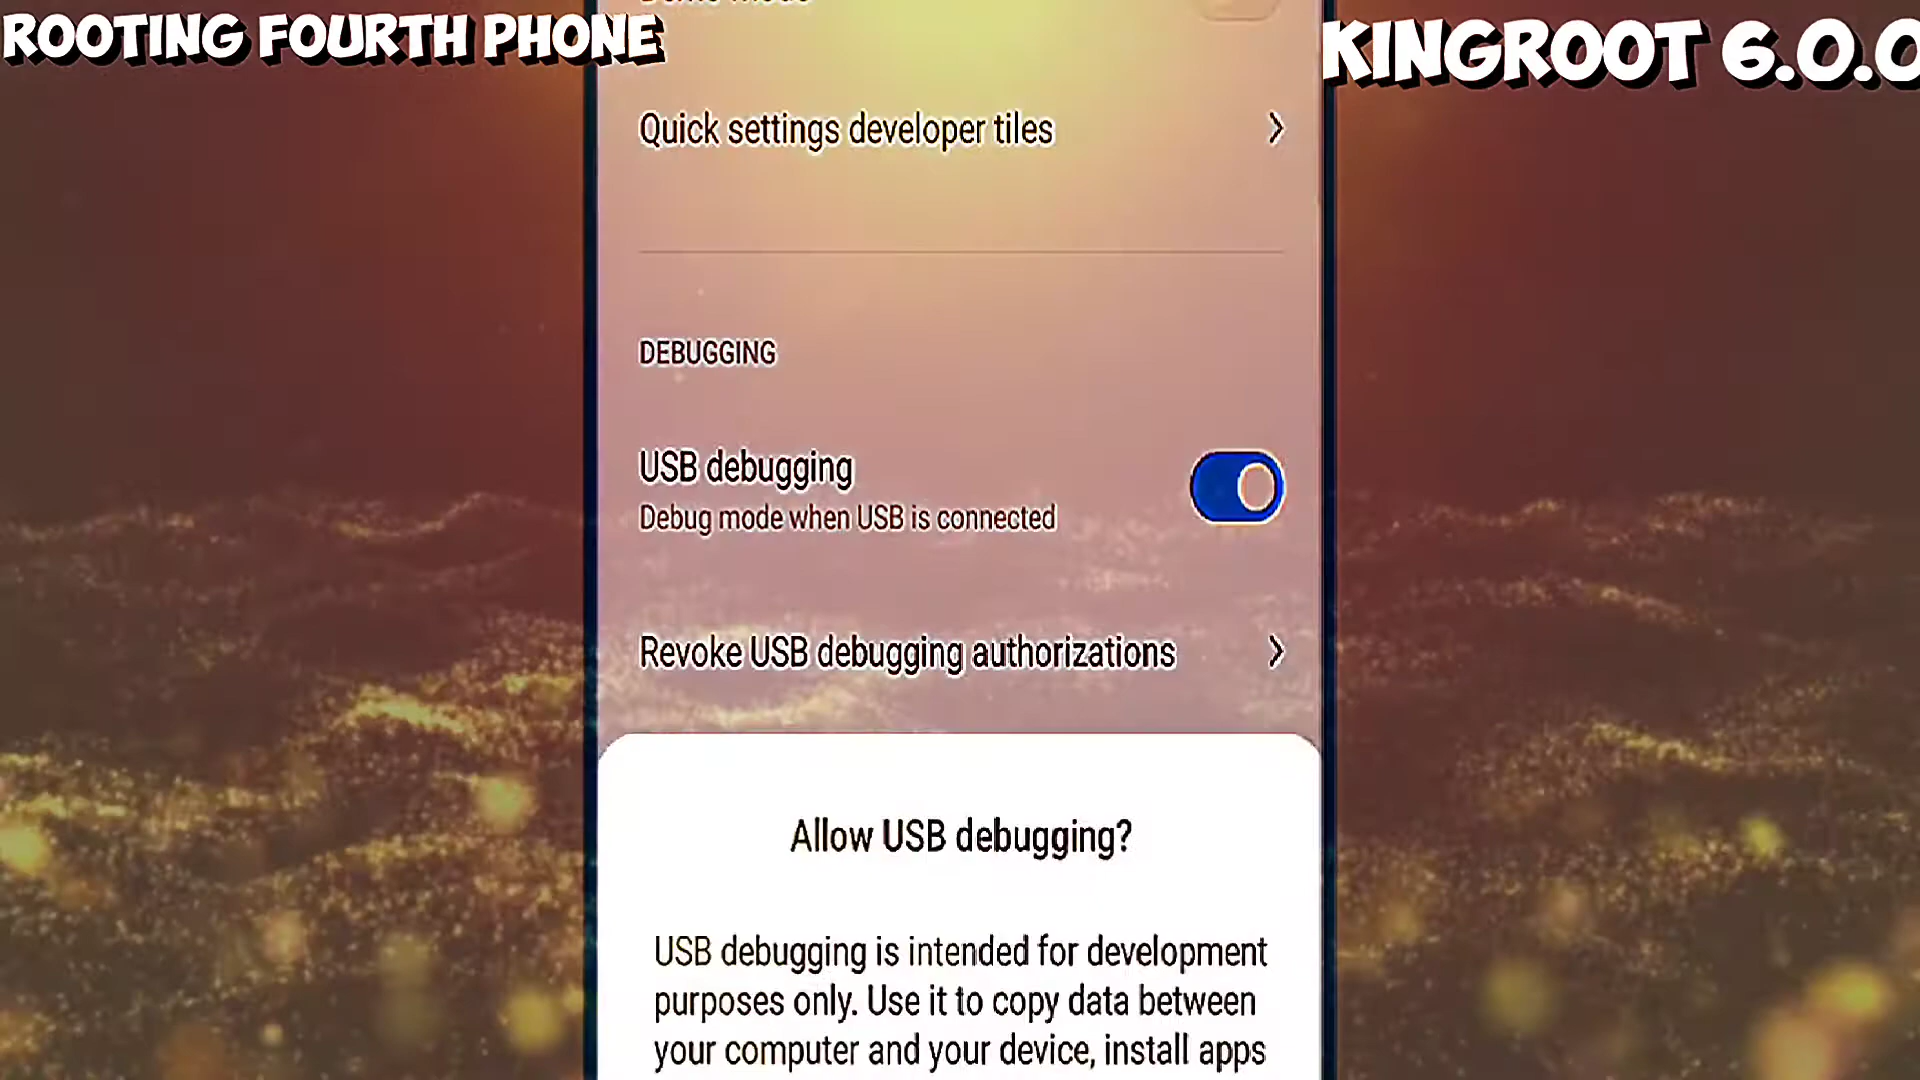 ROOTING FOURTH PHONE
KINGROOT 6.0.0
Quick settings developer tiles
DEBUGGING
USB debugging
Debug mode when USB is connected
Revoke USB debugging authorizations
Allow USB debugging?
USB debugging is intended for development
purposes only. Use it to copy data between
your computer and your device, install apps